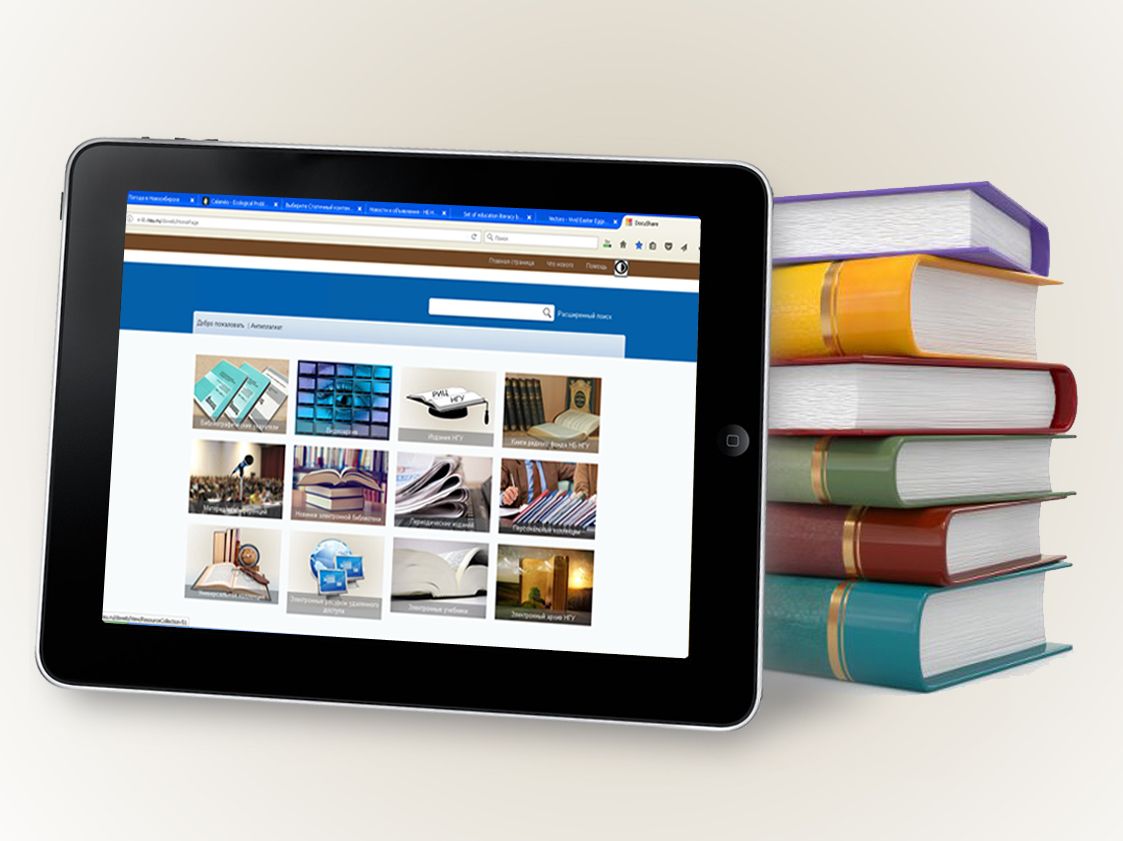 Погода в Новосибирске
Calaméo - Ecological Probl...
Выберите Статичный контен...
Новости и объявления - НБ Н...
Set of education literacy b...
Vectors - Vivid Easter Eggs...
DocuShare
Поиск
Главная страница
Что нового
Помощь
Расширенный поиск
Добро пожаловать | Антиплагиат
Библиографические указатели
Видеоархив
РИЦ НГУ
Издания НГУ
Книги редкого фонда НБ НГУ
Материалы конференций
Новинки электронной библиотеки
Периодические издания
Персональные коллекции
Универсальная коллекция
Электронные ресурсы удаленного
доступа
Электронные учебники
Электронный архив НГУ